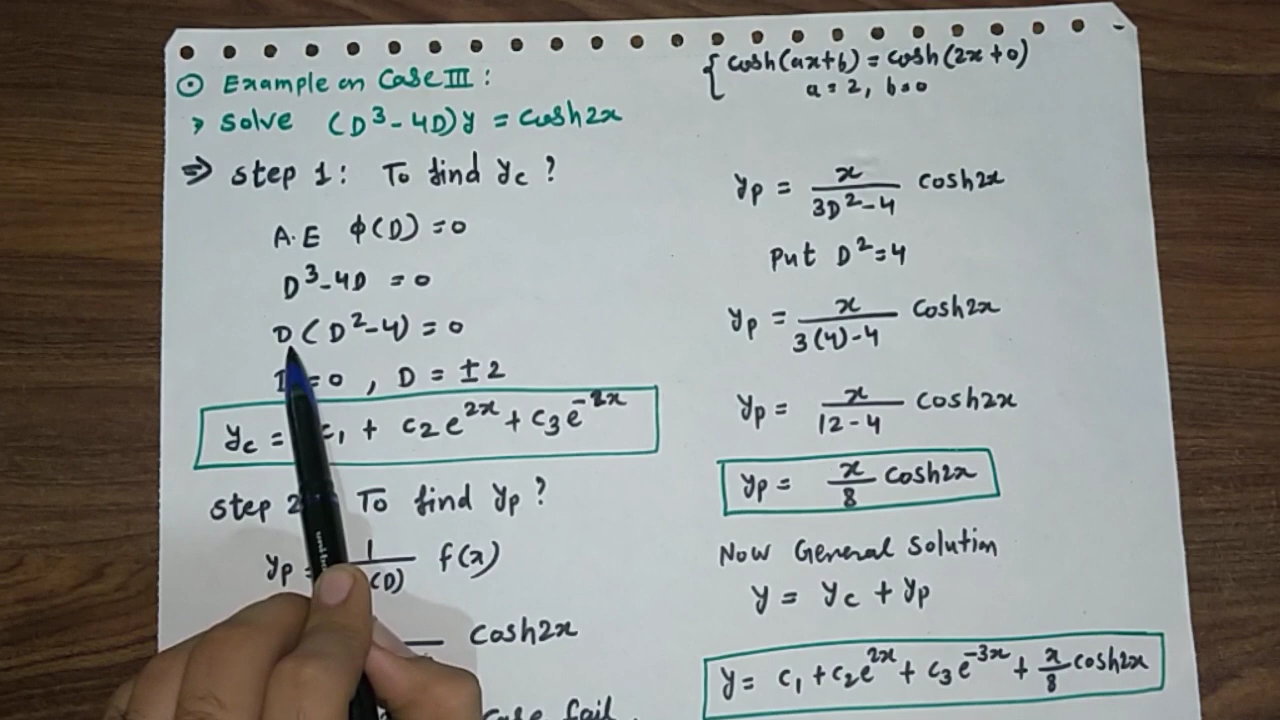 ⊙ Example on Case III :
> Solve (D³ - 4D)y = cosh2x
⇒ step 1 : To find yc ?
A.E ϕ(D) = 0
D³ - 4D = 0
D(D² - 4) = 0
= 0 , D = ± 2
yc = c₁ + c₂e^2x + c₃e^-2x
step 2 To find yp ?
yp = 1/(D) f(x)
cosh2x
case fail.
{ cosh(ax+b) = cosh(2x+0)
a = 2, b = 0
yp = x/(3D² - 4) cosh2x
Put D² = 4
yp = x/(3(4) - 4) cosh2x
yp = x/(12 - 4) cosh2x
yp = x/8 cosh2x
Now General Solution
y = yc + yp
y = c₁ + c₂e^2x + c₃e^-3x + x/8 cosh2x